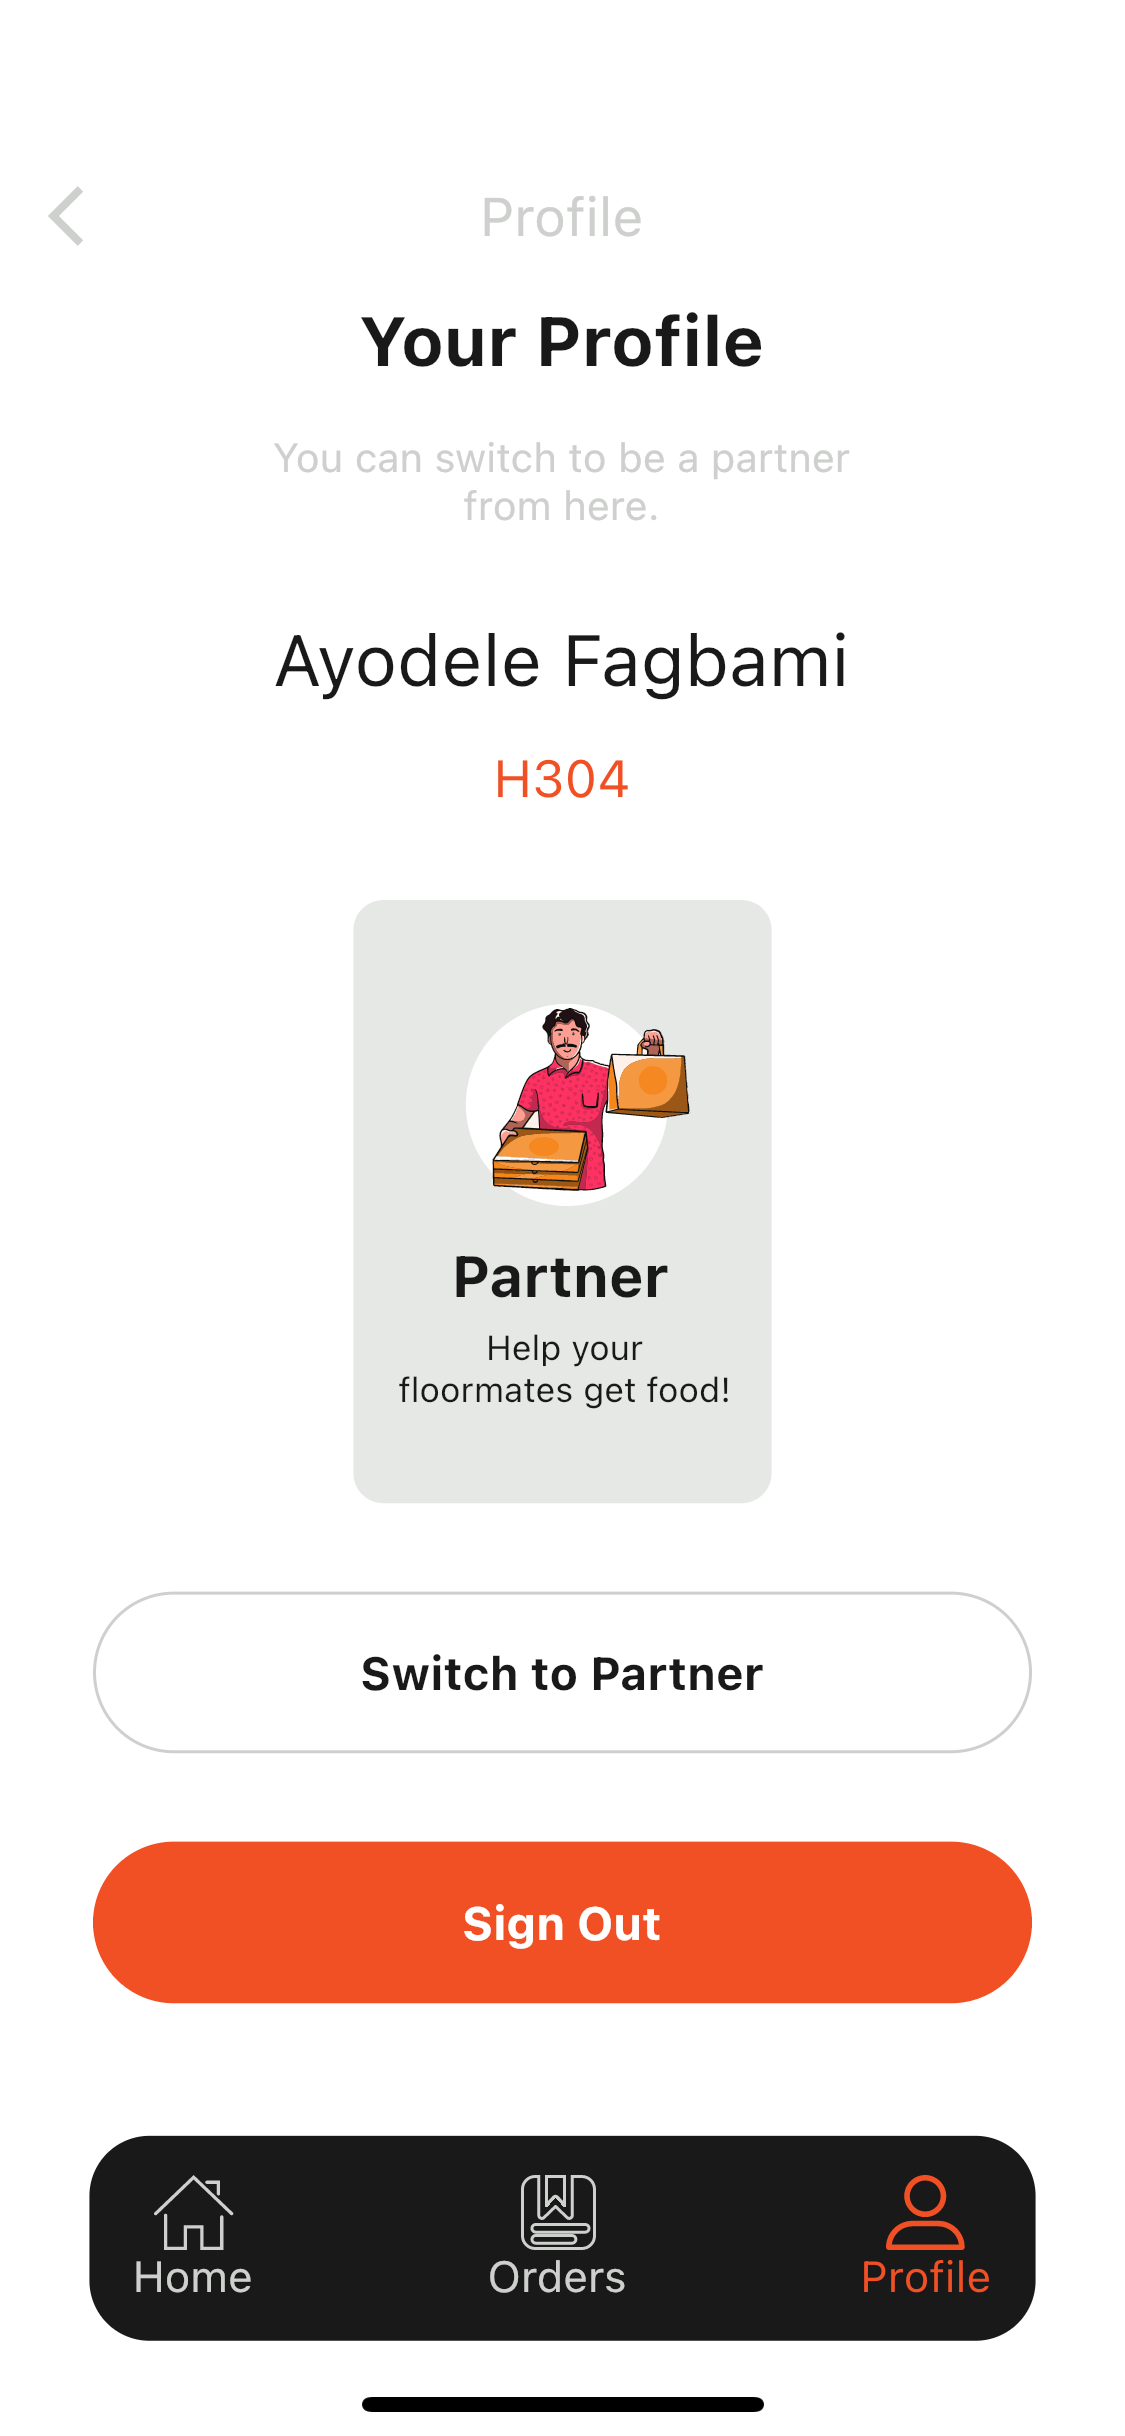 Profile
Your Profile
You can switch to be a partner
from here.
Ayodele Fagbami
H304
Partner
Help your
floormates get food!
Switch to Partner
Sign Out
Home
Orders
Profile